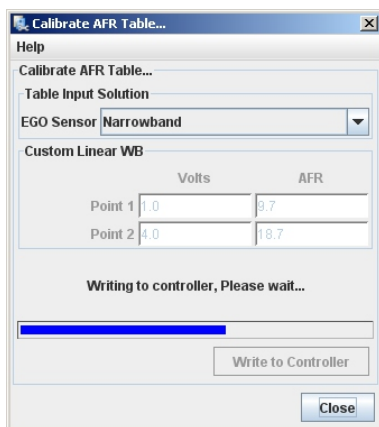 Calibrate AFR Table...
Help
Calibrate AFR Table...
Table Input Solution
EGO Sensor Narrowband
Custom Linear WB
Volts AFR
Point 1 1.0 9.7
Point 2 4.0 18.7
Writing to controller, Please wait...
Write to Controller
Close